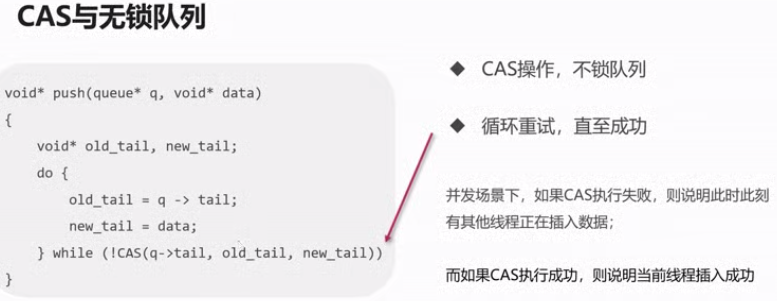 CAS与无锁队列
void* push(queue* q, void* data)
{
void* old_tail, new_tail;
do {
old_tail = q -> tail;
new_tail = data;
} while (!CAS(q->tail, old_tail, new_tail))
}
◆ CAS操作，不锁队列
◆ 循环重试，直至成功
并发场景下，如果CAS执行失败，则说明此时此刻
有其他线程正在插入数据；
而如果CAS执行成功，则说明当前线程插入成功